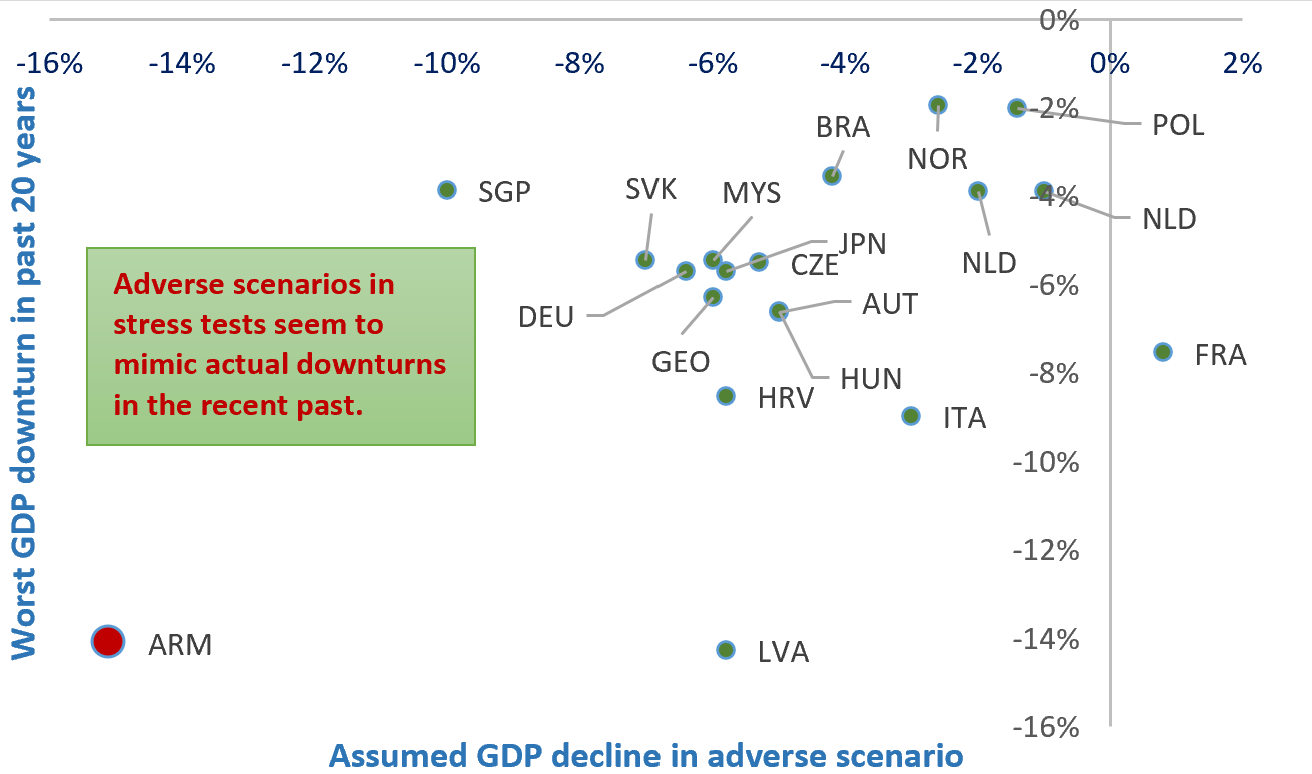 0%
-16% -14% -12% -10% -8% -6% -4% -2% 0% 2%
-2%
POL
BRA
NOR
SGP
SVK
MYS
-4%
NLD
JPN
CZE
NLD
-6%
Adverse scenarios in
stress tests seem to
mimic actual downturns
in the recent past.
DEU
AUT
GEO
FRA
HUN
-8%
HRV
ITA
-10%
-12%
-14%
ARM
LVA
-16%
Worst GDP downturn in past 20 years
Assumed GDP decline in adverse scenario